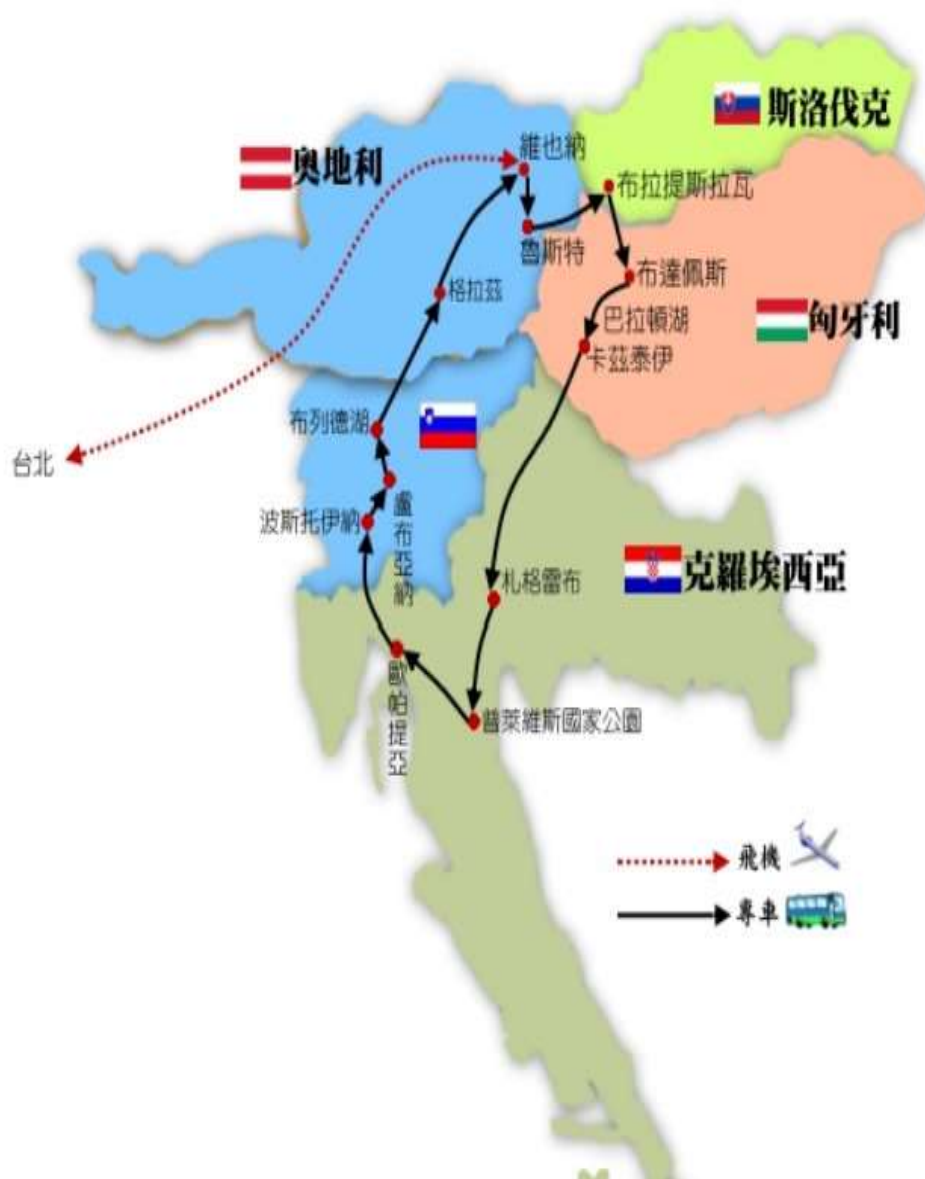 斯洛伐克
奧地利
維也納
布拉提斯拉瓦
魯斯特
布達佩斯
格拉茲
巴拉頓湖
匈牙利
卡茲泰伊
布列德湖
台北
波斯托伊納
盧布亞納
克羅埃西亞
札格雷布
歐帕提亞
普萊維斯國家公園
飛機
專車